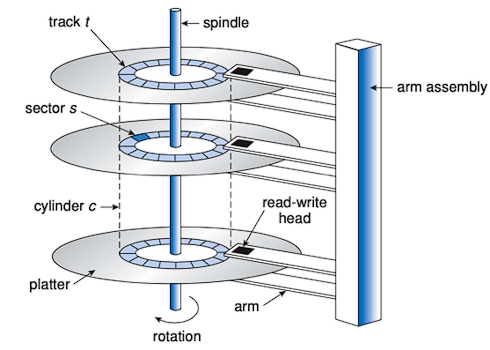 track t
spindle
arm assembly
sector s
cylinder c
read-write
head
platter
arm
rotation